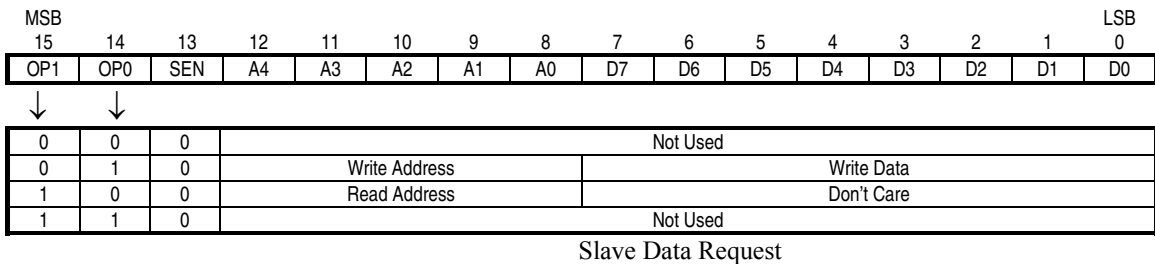 MSB LSB
15 14 13 12 11 10 9 8 7 6 5 4 3 2 1 0
OP1 OP0 SEN A4 A3 A2 A1 A0 D7 D6 D5 D4 D3 D2 D1 D0
↓ ↓
0 0 0 Not Used
0 1 0 Write Address Write Data
1 0 0 Read Address Don't Care
1 1 0 Not Used
Slave Data Request